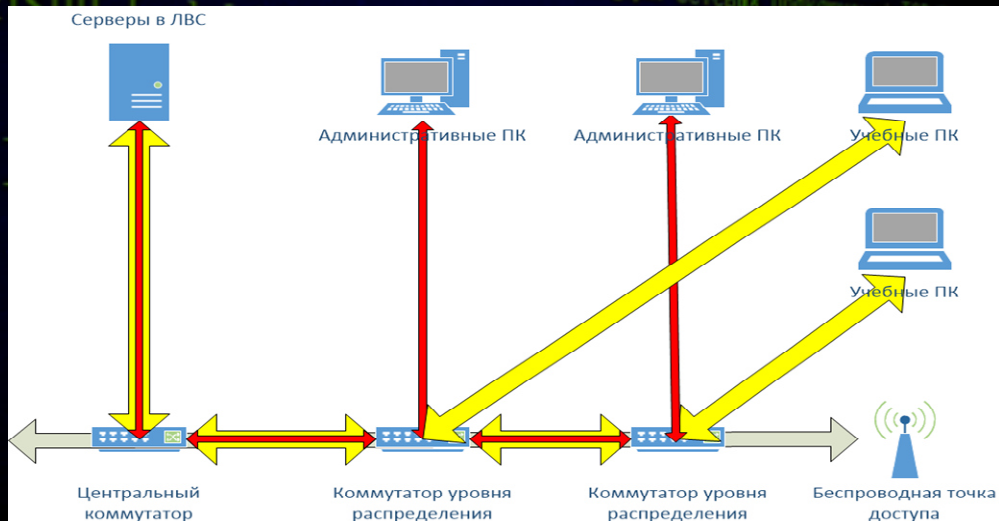 Серверы в ЛВС
Административные ПК
Административные ПК
Учебные ПК
Учебные ПК
Центральный
коммутатор
Коммутатор уровня
распределения
Коммутатор уровня
распределения
Беспроводная точка
доступа